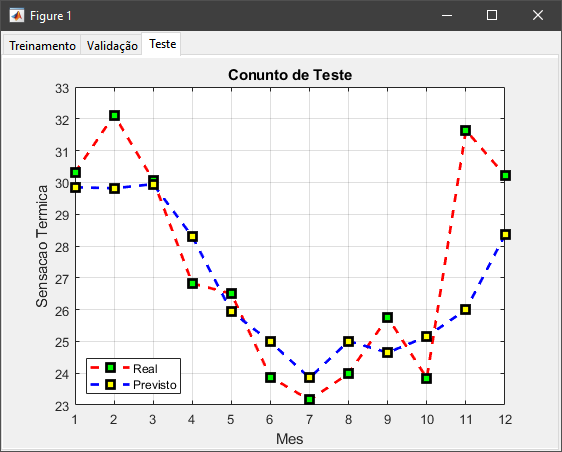 Figure 1
Treinamento Validação Teste
Conunto de Teste
Sensacao Termica
33
32
31
30
29
28
27
26
25
24
23
Real
Previsto
1 2 3 4 5 6 7 8 9 10 11 12
Mes